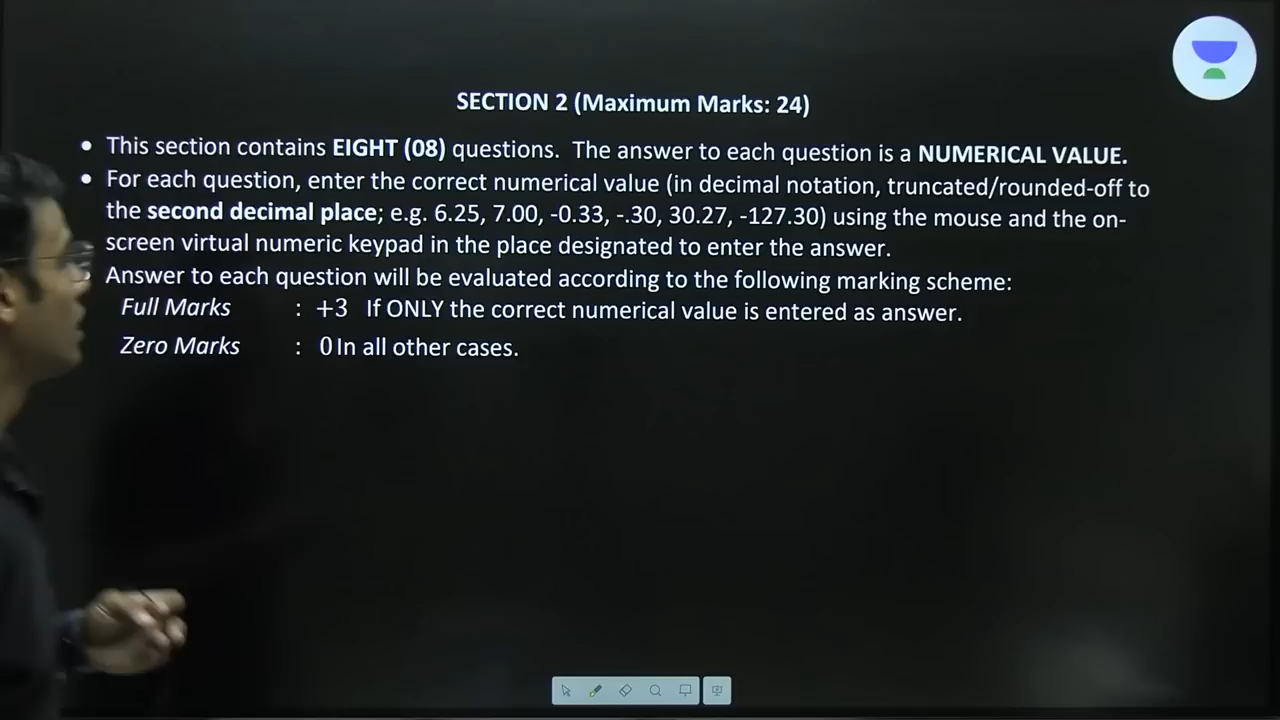 SECTION 2 (Maximum Marks: 24)
• This section contains EIGHT (08) questions. The answer to each question is a NUMERICAL VALUE.
• For each question, enter the correct numerical value (in decimal notation, truncated/rounded-off to
the second decimal place; e.g. 6.25, 7.00, -0.33, -.30, 30.27, -127.30) using the mouse and the on-
screen virtual numeric keypad in the place designated to enter the answer.
Answer to each question will be evaluated according to the following marking scheme:
Full Marks : +3 If ONLY the correct numerical value is entered as answer.
Zero Marks : 0 In all other cases.